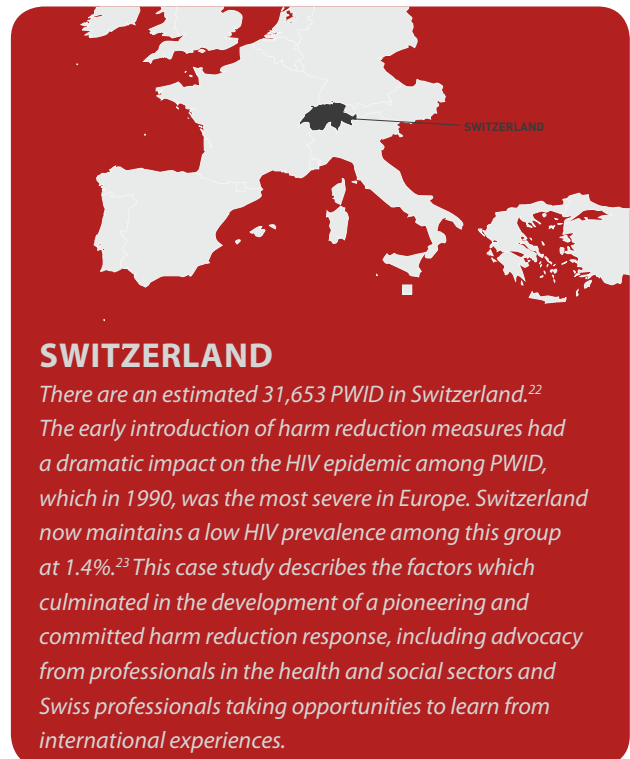 SWITZERLAND
SWITZERLAND
There are an estimated 31,653 PWID in Switzerland.22
The early introduction of harm reduction measures had
a dramatic impact on the HIV epidemic among PWID,
which in 1990, was the most severe in Europe. Switzerland
now maintains a low HIV prevalence among this group
at 1.4%.23 This case study describes the factors which
culminated in the development of a pioneering and
committed harm reduction response, including advocacy
from professionals in the health and social sectors and
Swiss professionals taking opportunities to learn from
international experiences.